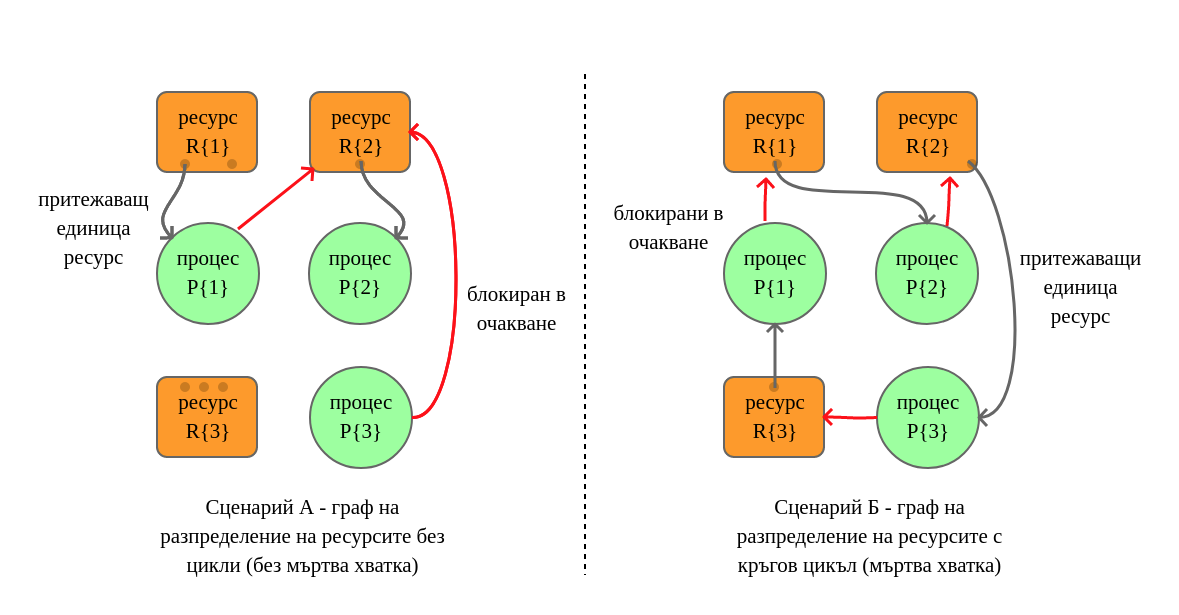 ресурс
R{1}
ресурс
R{2}
притежаващ
единица
ресурс
процес
P{1}
процес
P{2}
блокиран в
очакване
ресурс
R{3}
процес
P{3}
Сценарий А - граф на
разпределение на ресурсите без
цикли (без мъртва хватка)
ресурс
R{1}
ресурс
R{2}
блокирани в
очакване
процес
P{1}
процес
P{2}
притежаващи
единица
ресурс
ресурс
R{3}
процес
P{3}
Сценарий Б - граф на
разпределение на ресурсите с
кръгов цикъл (мъртва хватка)